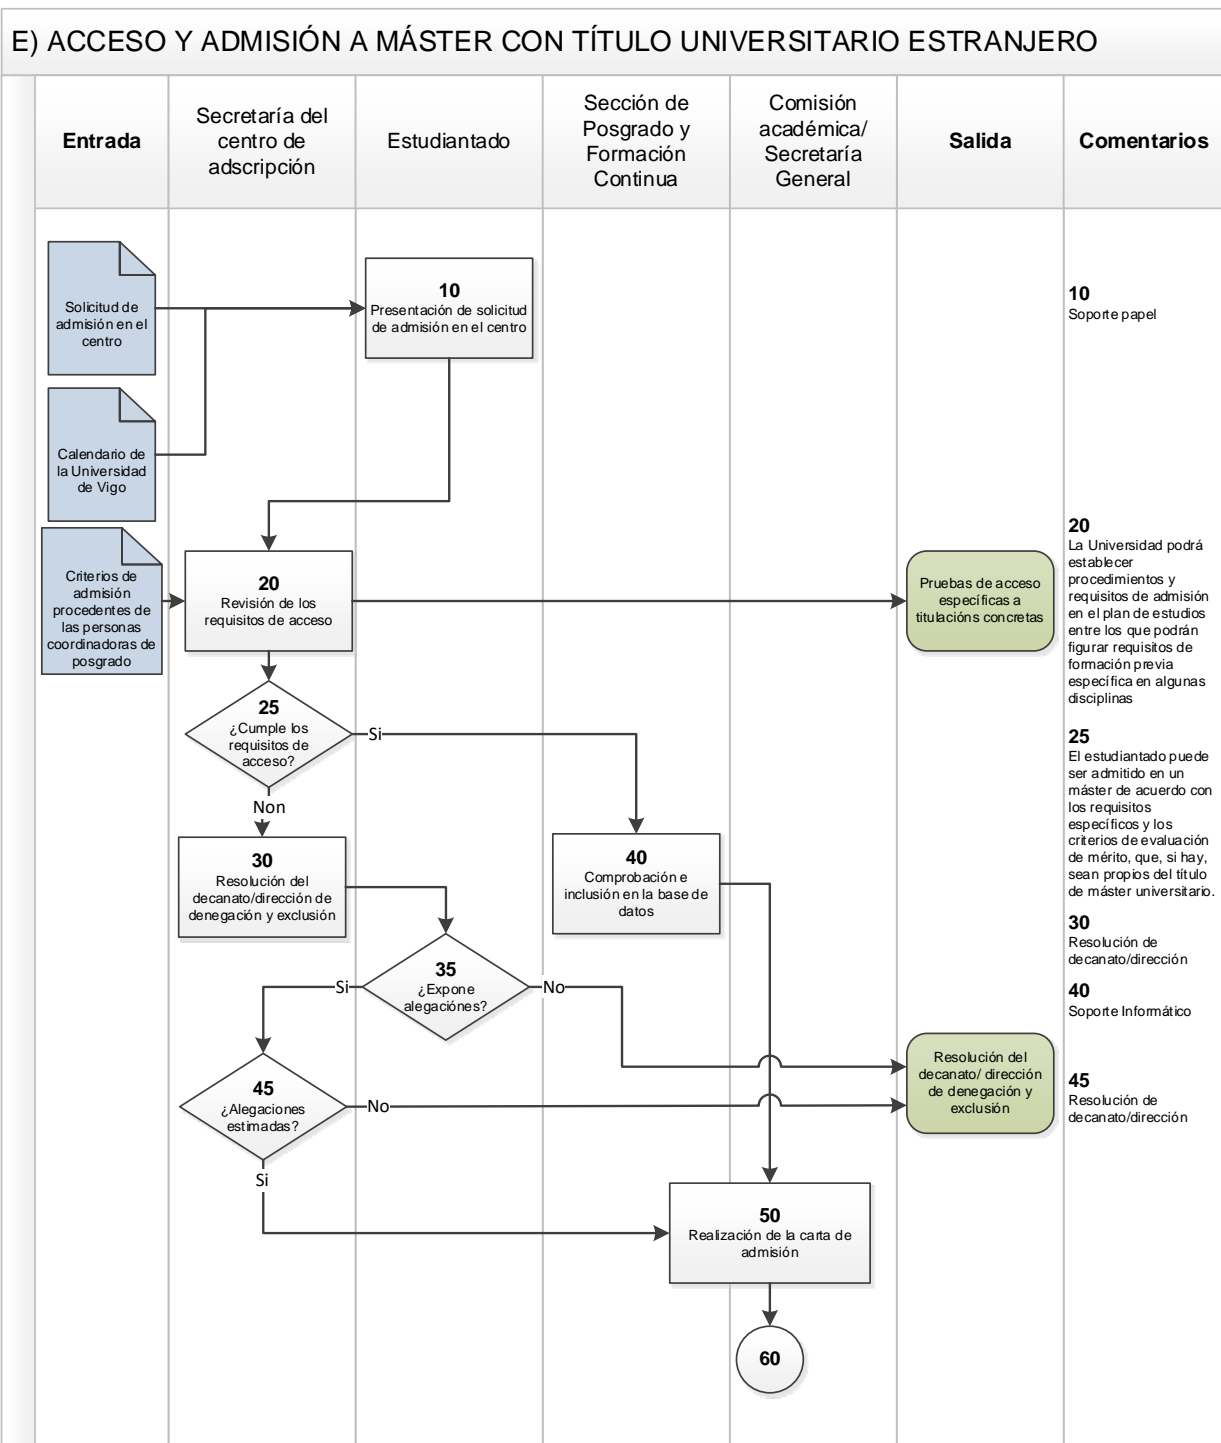 E) ACCESO Y ADMISIÓN A MÁSTER CON TÍTULO UNIVERSITARIO ESTRANJERO
Entrada
Secretaría del
centro de
adscripción
Estudiantado
Sección de
Posgrado y
Formación
Continua
Comisión
académica/
Secretaría
General
Salida
Comentarios
Solicitud de
admisión en el
centro
10
Presentación de solicitud
de admisión en el centro
10
Soporte papel
Calendario de
la Universidad
de Vigo
Criterios de
admisión
procedentes de
las personas
coordinadoras de
posgrado
20
Revisión de los
requisitos de acceso
Pruebas de acceso
específicas a
titulacións concretas
20
La Universidad podrá
establecer
procedimientos y
requisitos de admisión
en el plan de estudios
entre los que podrán
figurar requisitos de
formación previa
específica en algunas
disciplinas
25
¿Cumple los
requisitos de
acceso?
Si
Non
25
El estudiantado puede
ser admitido en un
máster de acuerdo con
los requisitos
específicos y los
criterios de evaluación
de mérito, que, si hay,
sean propios del título
de máster universitario.
30
Resolución del
decanato/dirección de
denegación y exclusión
40
Comprobación e
inclusión en la base de
datos
30
Resolución de
decanato/dirección
35
¿Expone
alegaciónes?
Si
No
40
Soporte Informático
45
¿Alegaciones
estimadas?
No
Si
Resolución del
decanato/ dirección
de denegación y
exclusión
45
Resolución de
decanato/dirección
50
Realización de la carta de
admisión
60